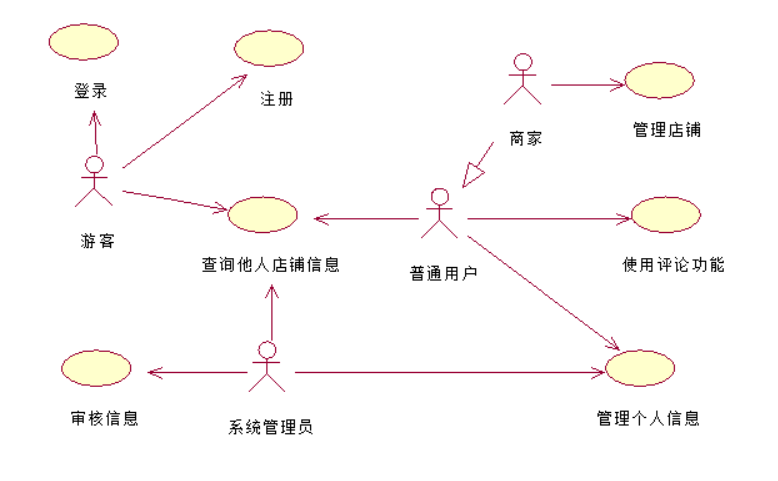 登录
注册
商家
管理店铺
游客
查询他人店铺信息
普通用户
使用评论功能
审核信息
系统管理员
管理个人信息